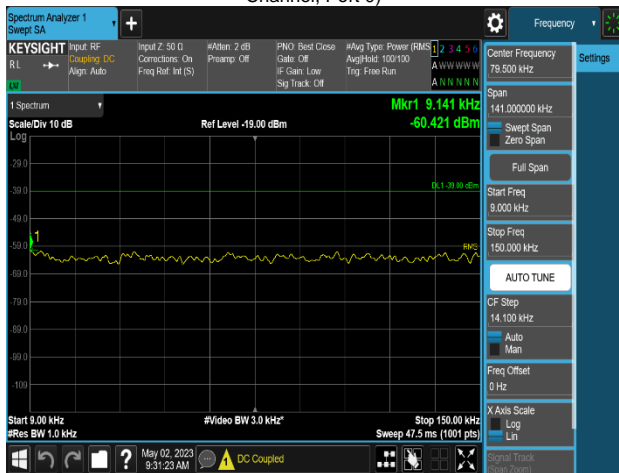 Channel, Port 6)
Spectrum Analyzer 1
Swept SA
+
Frequency
KEYSIGHT
RL
Input: RF
Coupling: DC
Align: Auto
Input Z: 50 Ω
Corrections: On
Freq Ref: Int (S)
#Atten: 2 dB
Preamp: Off
PNO: Best Close
Gate: Off
IF Gain: Low
Sig Track: Off
#Avg Type: Power (RMS
Avg|Hold: 100/100
Trig: Free Run
1 2 3 4 5 6
A W W W W W
A N N N N N
1 Spectrum
Scale/Div 10 dB
Log
Ref Level -19.00 dBm
Mkr1 9.141 kHz
-60.421 dBm
-29.0
-39.0
-49.0
-59.0
-69.0
-79.0
-89.0
-99.0
-109
DL1 -39.00 dBm
1
RMS
Start 9.00 kHz
#Res BW 1.0 kHz
#Video BW 3.0 kHz*
Stop 150.00 kHz
Sweep 47.5 ms (1001 pts)
?
May 02, 2023
9:31:23 AM
DC Coupled
Center Frequency
79.500 kHz
Settings
Span
141.000000 kHz
Swept Span
Zero Span
Full Span
Start Freq
9.000 kHz
Stop Freq
150.000 kHz
AUTO TUNE
CF Step
14.100 kHz
Auto
Man
Freq Offset
0 Hz
X Axis Scale
Log
Lin
Signal Track
(Span Zoom)